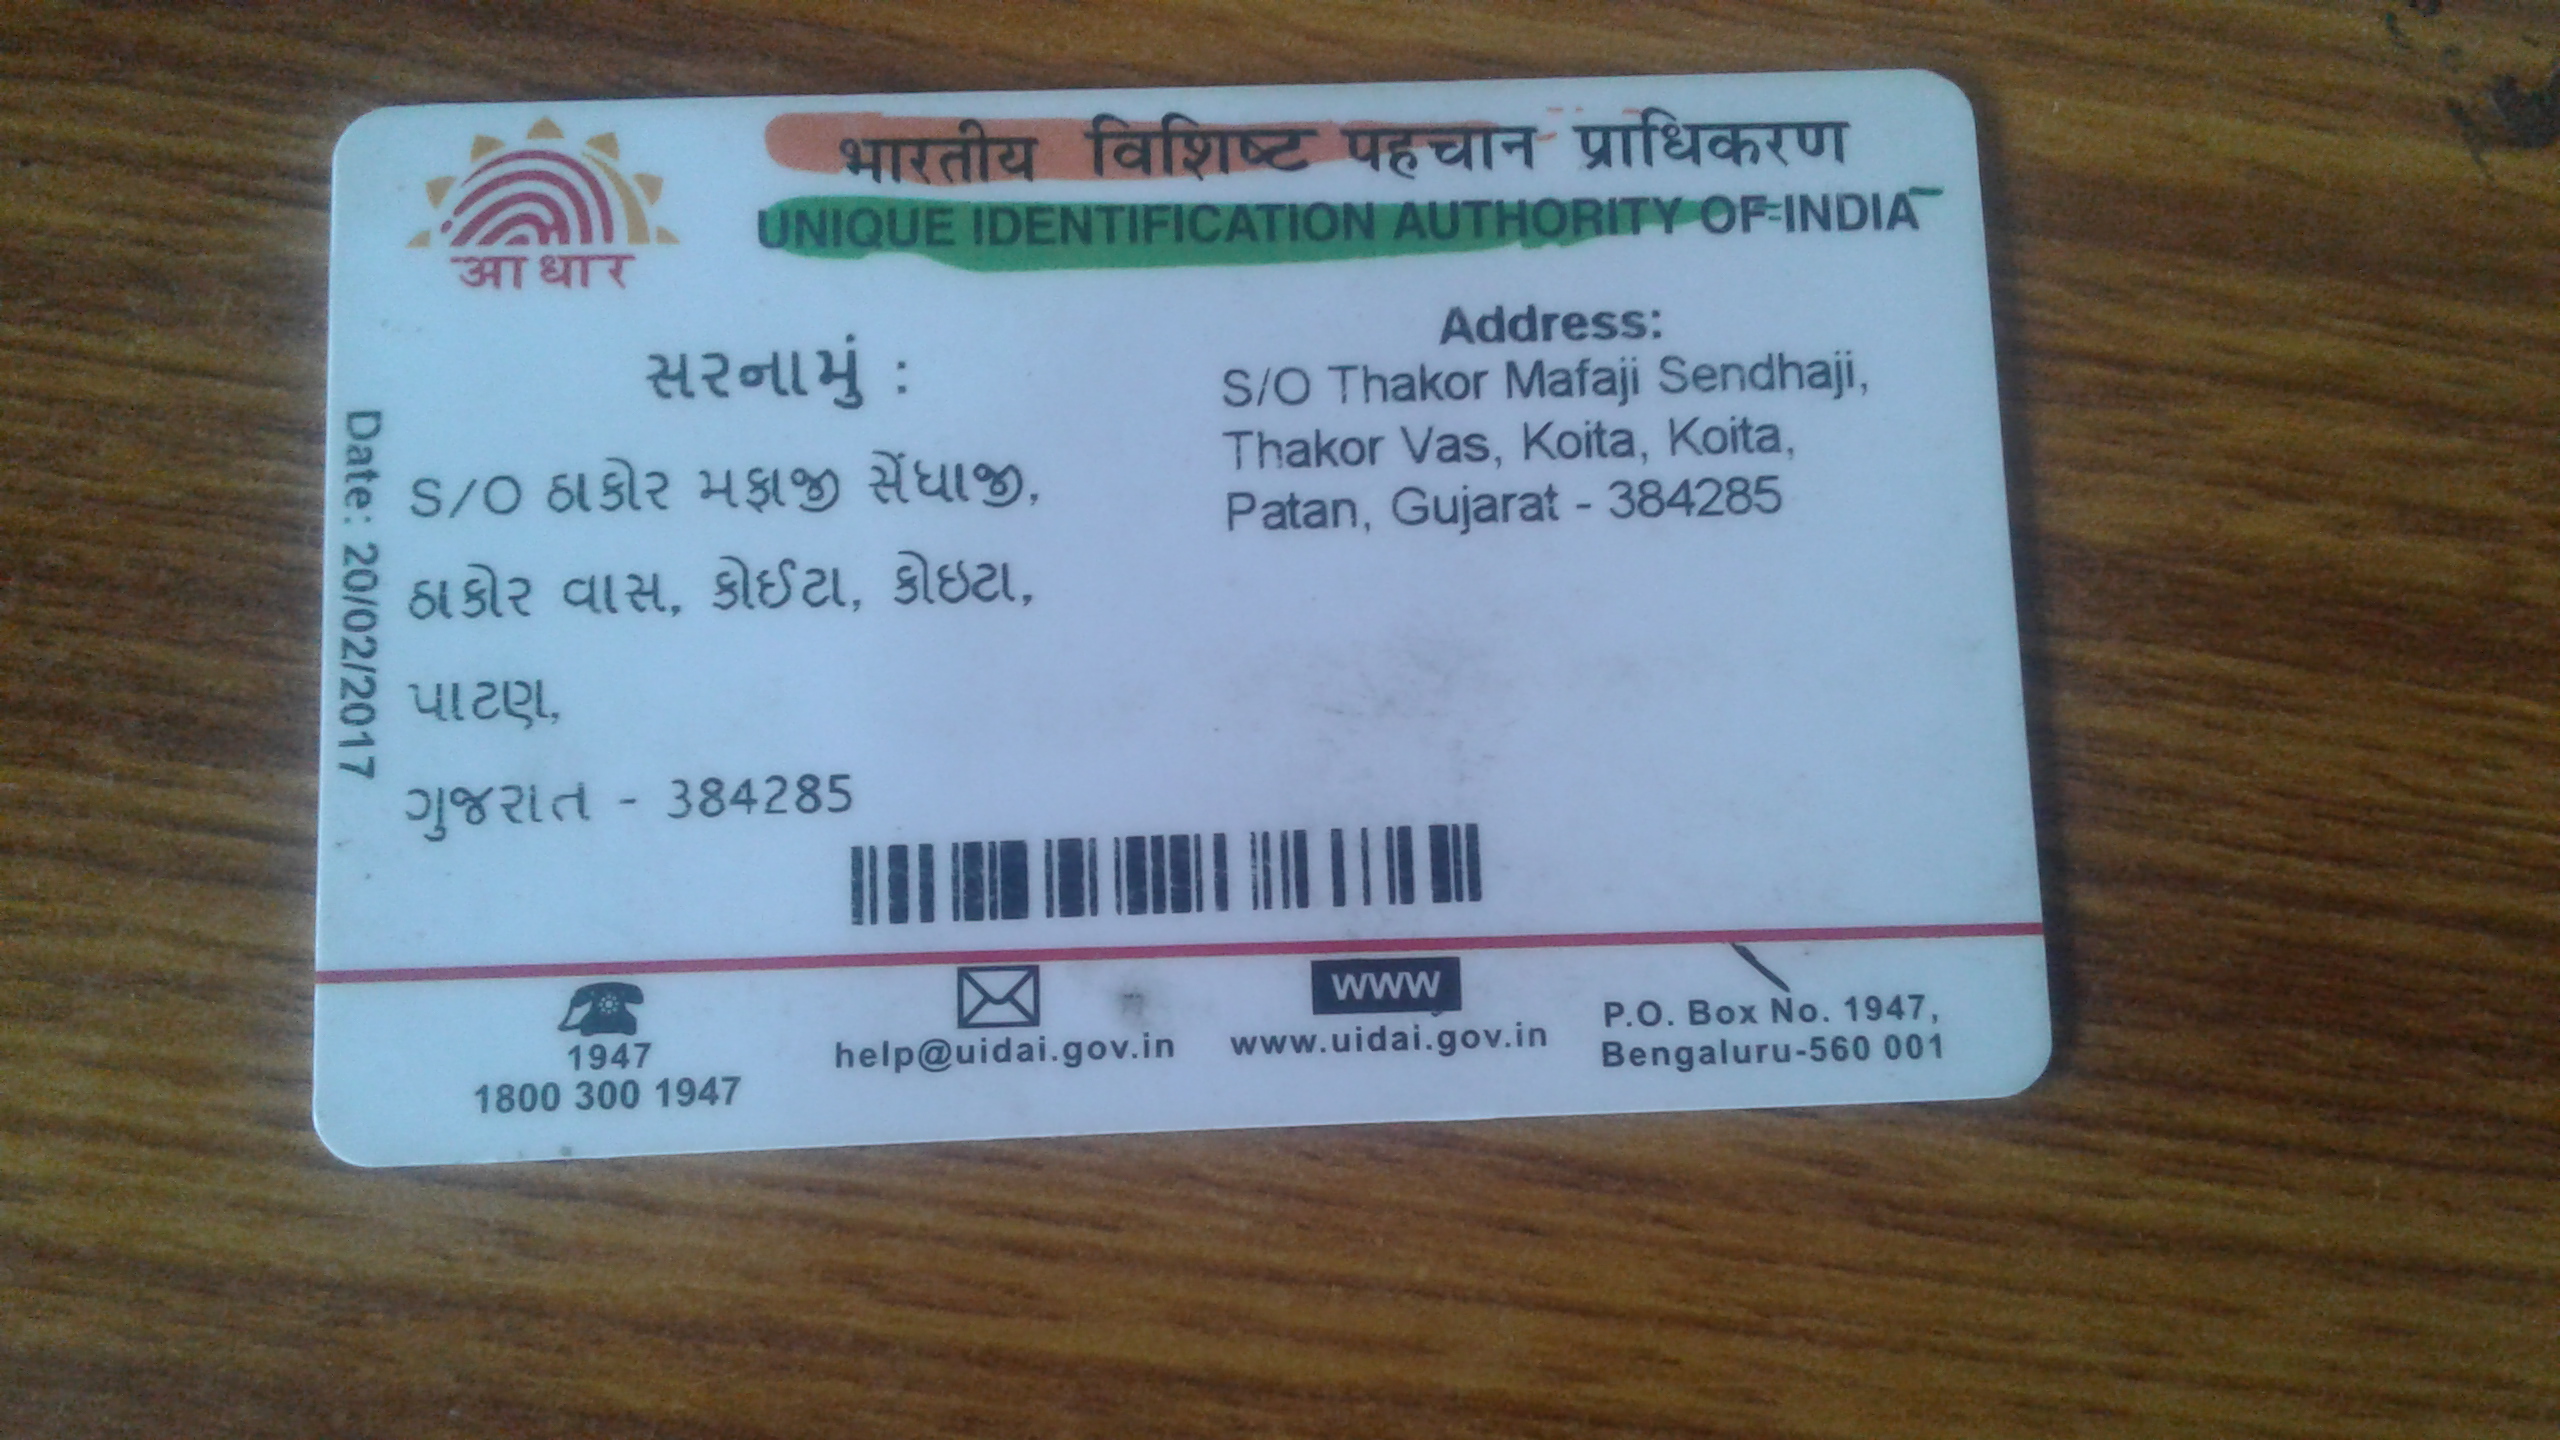 भारतीय विशिष्ट पहचान प्राधिकरण
UNIQUE IDENTIFICATION AUTHORITY OF INDIA
आधार
Address:
S/O Thakor Mafaji Sendhaji,
Thakor Vas, Koita, Koita,
Patan, Gujarat - 384285
સરનામું :
S/O ઠાકોર મફાજી સેંધાજી,
ઠાકોર વાસ, કોઈટા, કોઇટા,
પાટણ,
ગુજરાત - 384285
Date: 20/02/2017
1947
1800 300 1947
help@uidai.gov.in
www
www.uidai.gov.in
P.O. Box No. 1947,
Bengaluru-560 001